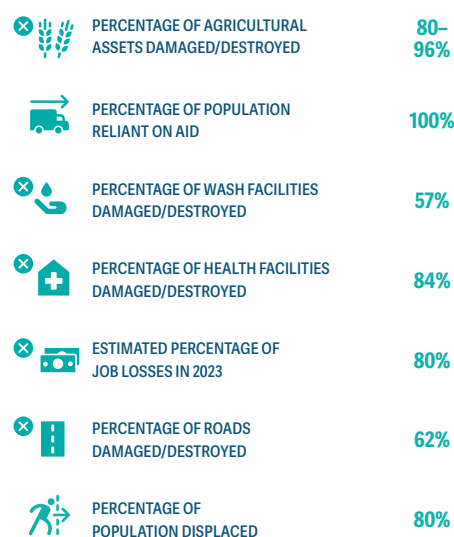 PERCENTAGE OF AGRICULTURAL
ASSETS DAMAGED/DESTROYED
80–
96%
PERCENTAGE OF POPULATION
RELIANT ON AID
100%
PERCENTAGE OF WASH FACILITIES
DAMAGED/DESTROYED
57%
PERCENTAGE OF HEALTH FACILITIES
DAMAGED/DESTROYED
84%
ESTIMATED PERCENTAGE OF
JOB LOSSES IN 2023
80%
PERCENTAGE OF ROADS
DAMAGED/DESTROYED
62%
PERCENTAGE OF
POPULATION DISPLACED
80%